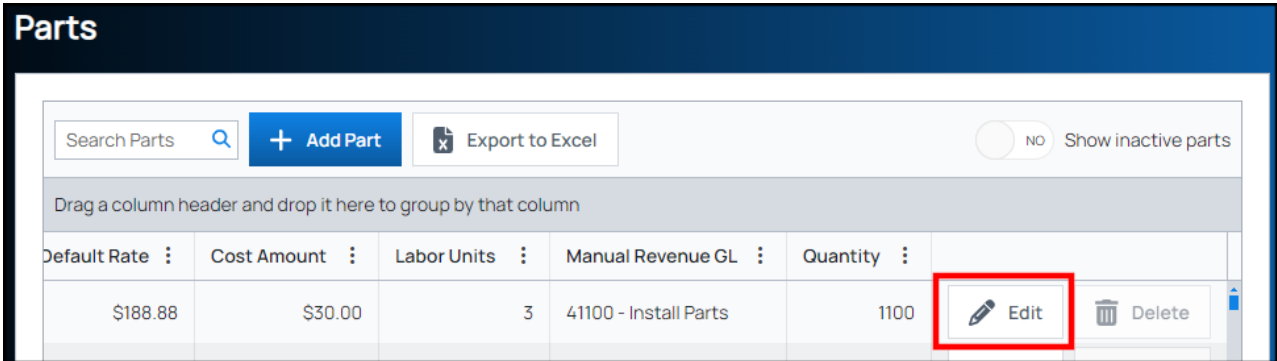 Parts
Search Parts + Add Part Export to Excel NO Show inactive parts
Drag a column header and drop it here to group by that column
Default Rate Cost Amount Labor Units Manual Revenue GL Quantity
$188.88 $30.00 3 41100 - Install Parts 1100 Edit Delete